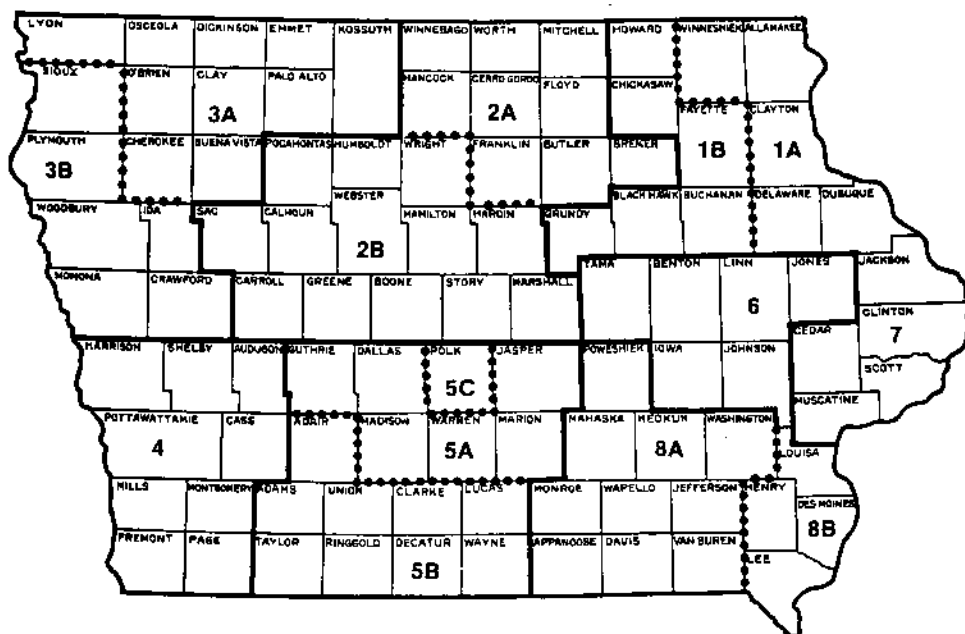 LYON OSCEOLA DICKINSON EMMET KOSSUTH WINNEBAGO WORTH MITCHELL HOWARD WINNESHIEK ALLAMAKEE
SIOUX O'BRIEN CLAY PALO ALTO HANCOCK CERRO GORDO FLOYD CHICKASAW
3A 2A FAYETTE CLAYTON
PLYMOUTH CHEROKEE BUENA VISTA POCAHONTAS HUMBOLDT WRIGHT FRANKLIN BUTLER BREKER 1B 1A
3B
WOODBURY IDA SAC CALHOUN WEBSTER HAMILTON HARDIN GRUNDY BLACK HAWK BUCHANAN DELAWARE DUBUQUE
2B
MONONA CRAWFORD CARROLL GREENE BOONE STORY MARSHALL TAMA BENTON LINN JONES JACKSON
6 CLINTON
7
HARRISON SHELBY AUDUBON GUTHRIE DALLAS POLK JASPER POWESHIEK IOWA JOHNSON CEDAR SCOTT
5C
MUSCATINE
POTTAWATTAKIE CASS ADAIR MADISON WARREN MARION MAHASKA HEOKUK WASHINGTON
4 5A 8A LOUISA
MILLS MONTGOMERY ADAMS UNION CLARKE LUCAS MONROE WAPELLO JEFFERSON HENRY DES MOINES
8B
FREMONT PAGE TAYLOR RINGGOLD DECATUR WAYNE APPANOOSE DAVIS VAN BUREN LEE
5B